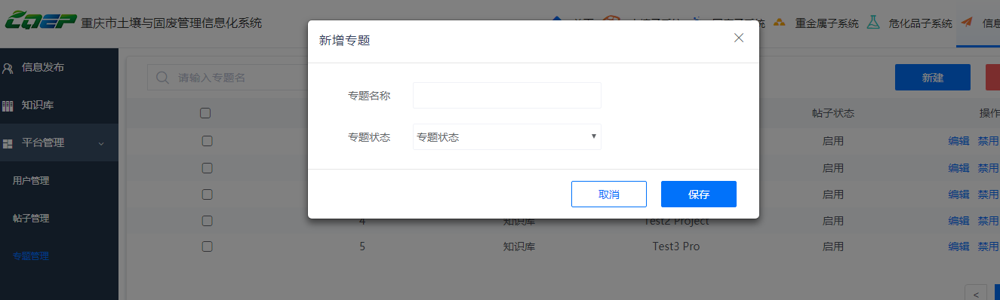 CQEP 重庆市土壤与固废管理信息化系统
重金属子系统
危化品子系统
信息
信息发布
知识库
平台管理
用户管理
帖子管理
专题管理
请输入专题名
新建
新增专题
专题名称
专题状态 专题状态
取消 保存
帖子状态 操作
启用 编辑 禁用
启用 编辑 禁用
启用 编辑 禁用
4 知识库 Test2 Project 启用 编辑 禁用
5 知识库 Test3 Pro 启用 编辑 禁用
<